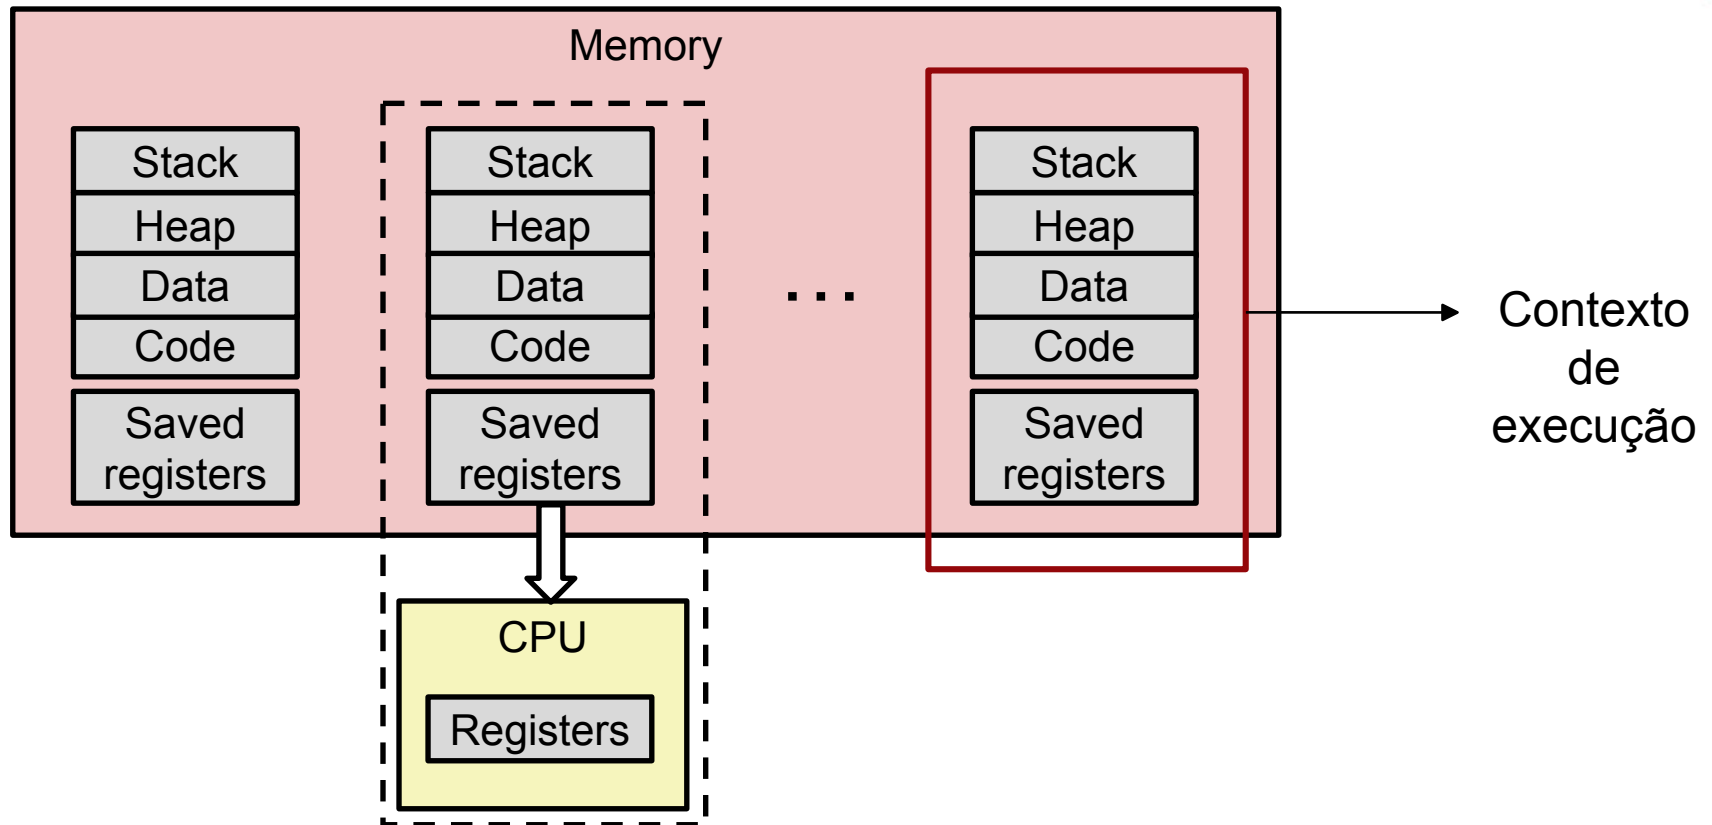 Memory
Stack
Heap
Data
Code
Saved
registers
Stack
Heap
Data
Code
Saved
registers
...
Stack
Heap
Data
Code
Saved
registers
Contexto
de
execução
CPU
Registers